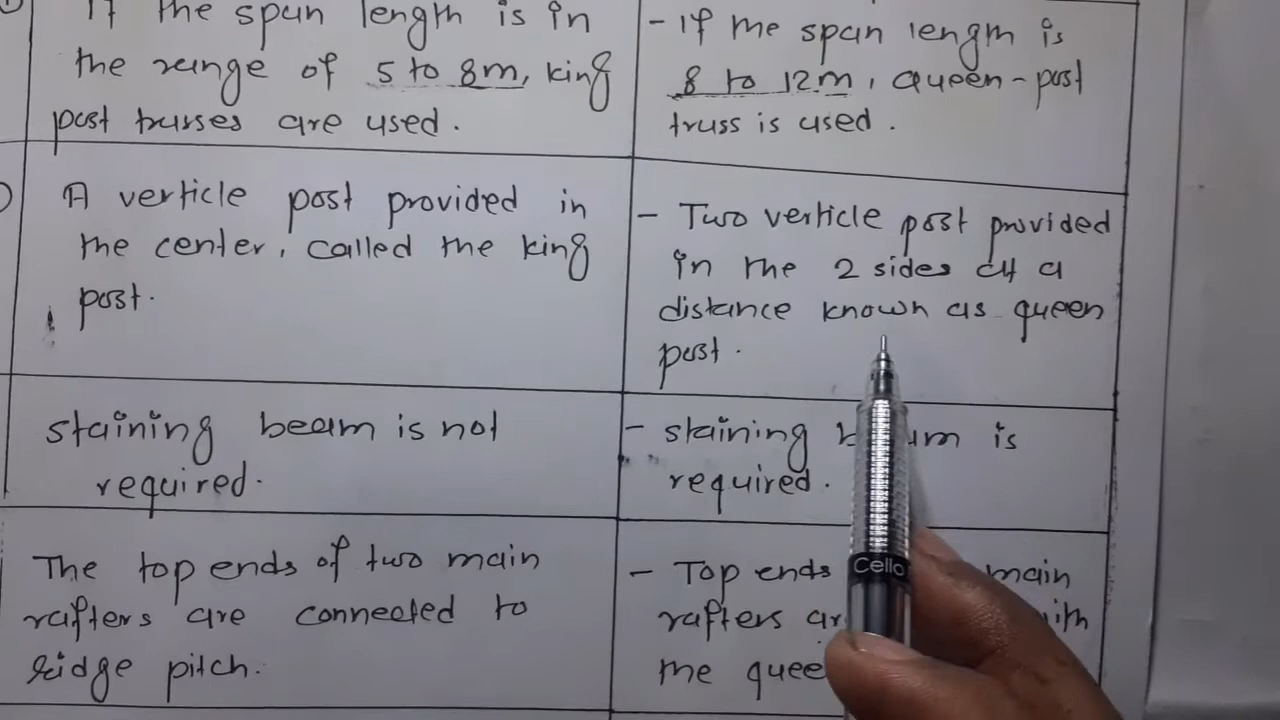 If the span length is in
the range of 5 to 8m, king
post trusses are used.
- If the span length is
8 to 12m, queen-post
truss is used.
A verticle post provided in
the center, called the king
post.
- Two verticle post provided
in the 2 sides at a
distance known as queen
post.
staining beam is not
required.
- staining is
required.
The top ends of two main
rafters are connected to
ridge pitch.
- Top ends main
rafters
the
Cello